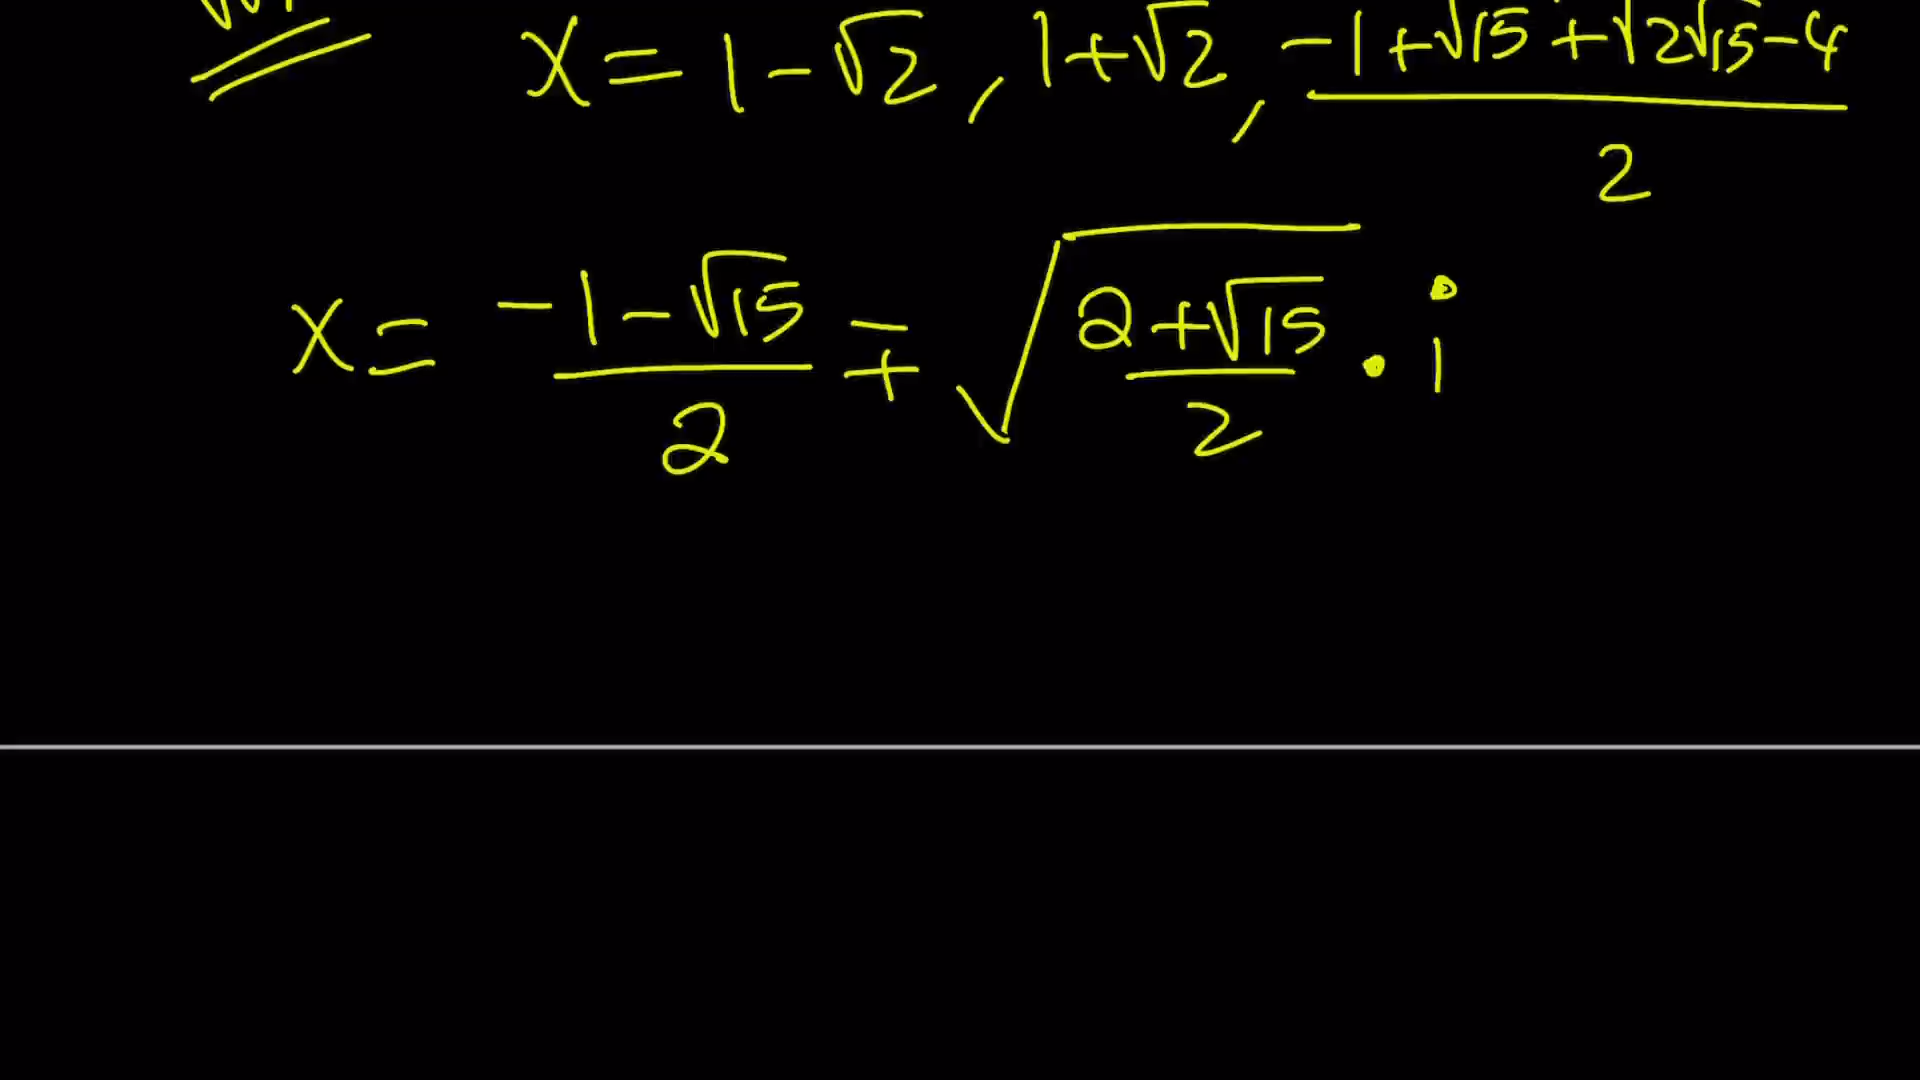 x = 1 - √2 , 1 + √2 , (-1 + √15 + √(2√15 - 4)) / 2
x = (-1 - √15) / 2 ∓ √((2 + √15) / 2) · i